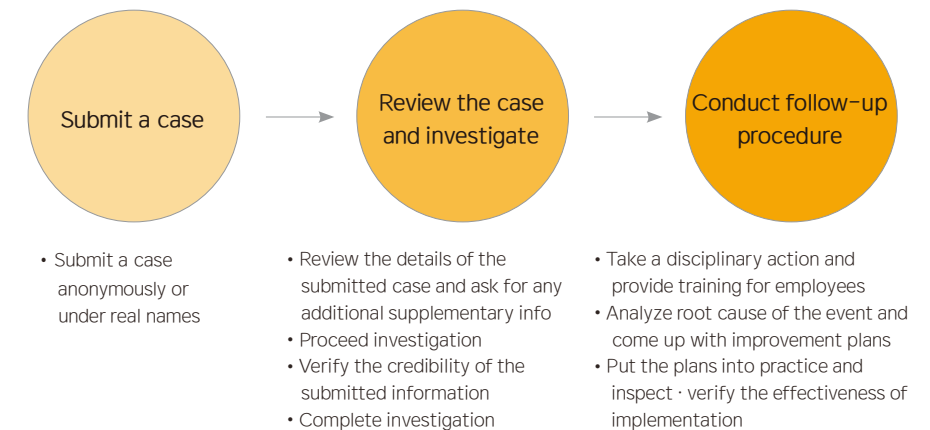 Submit a case
Review the case
and investigate
Conduct follow-up
procedure
• Submit a case
anonymously or
under real names
• Review the details of the
submitted case and ask for any
additional supplementary info
• Proceed investigation
• Verify the credibility of the
submitted information
• Complete investigation
• Take a disciplinary action and
provide training for employees
• Analyze root cause of the event and
come up with improvement plans
• Put the plans into practice and
inspect · verify the effectiveness of
implementation